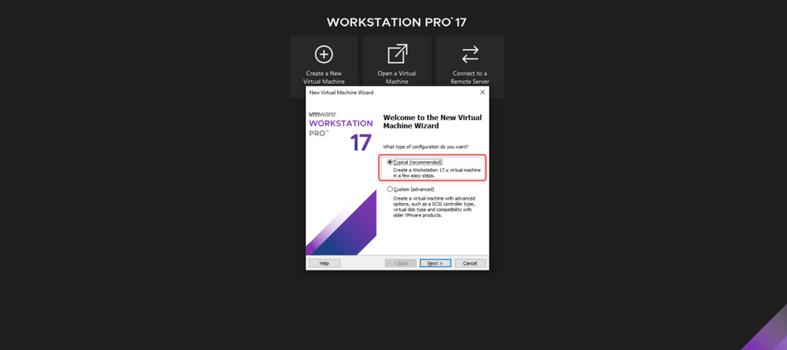 WORKSTATION PRO™ 17
Create a New
Virtual Machine
Open a Virtual
Machine
Connect to a
Remote Server
New Virtual Machine Wizard
vmware
WORKSTATION
PRO™
17
Welcome to the New Virtual
Machine Wizard
What type of configuration do you want?
Typical (recommended)
Create a Workstation 17.x virtual machine
in a few easy steps.
Custom (advanced)
Create a virtual machine with advanced
options, such as a SCSI controller type,
virtual disk type and compatibility with
older VMware products.
Help
< Back
Next >
Cancel